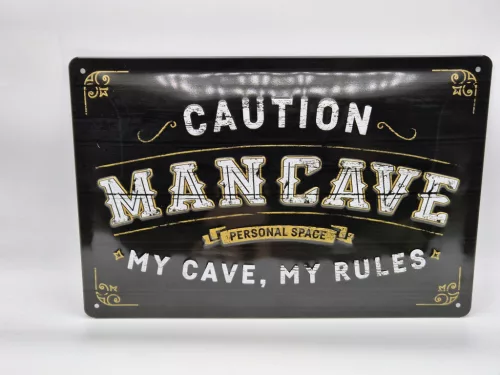 CAUTION
MANCAVE
PERSONAL SPACE
MY CAVE, MY RULES